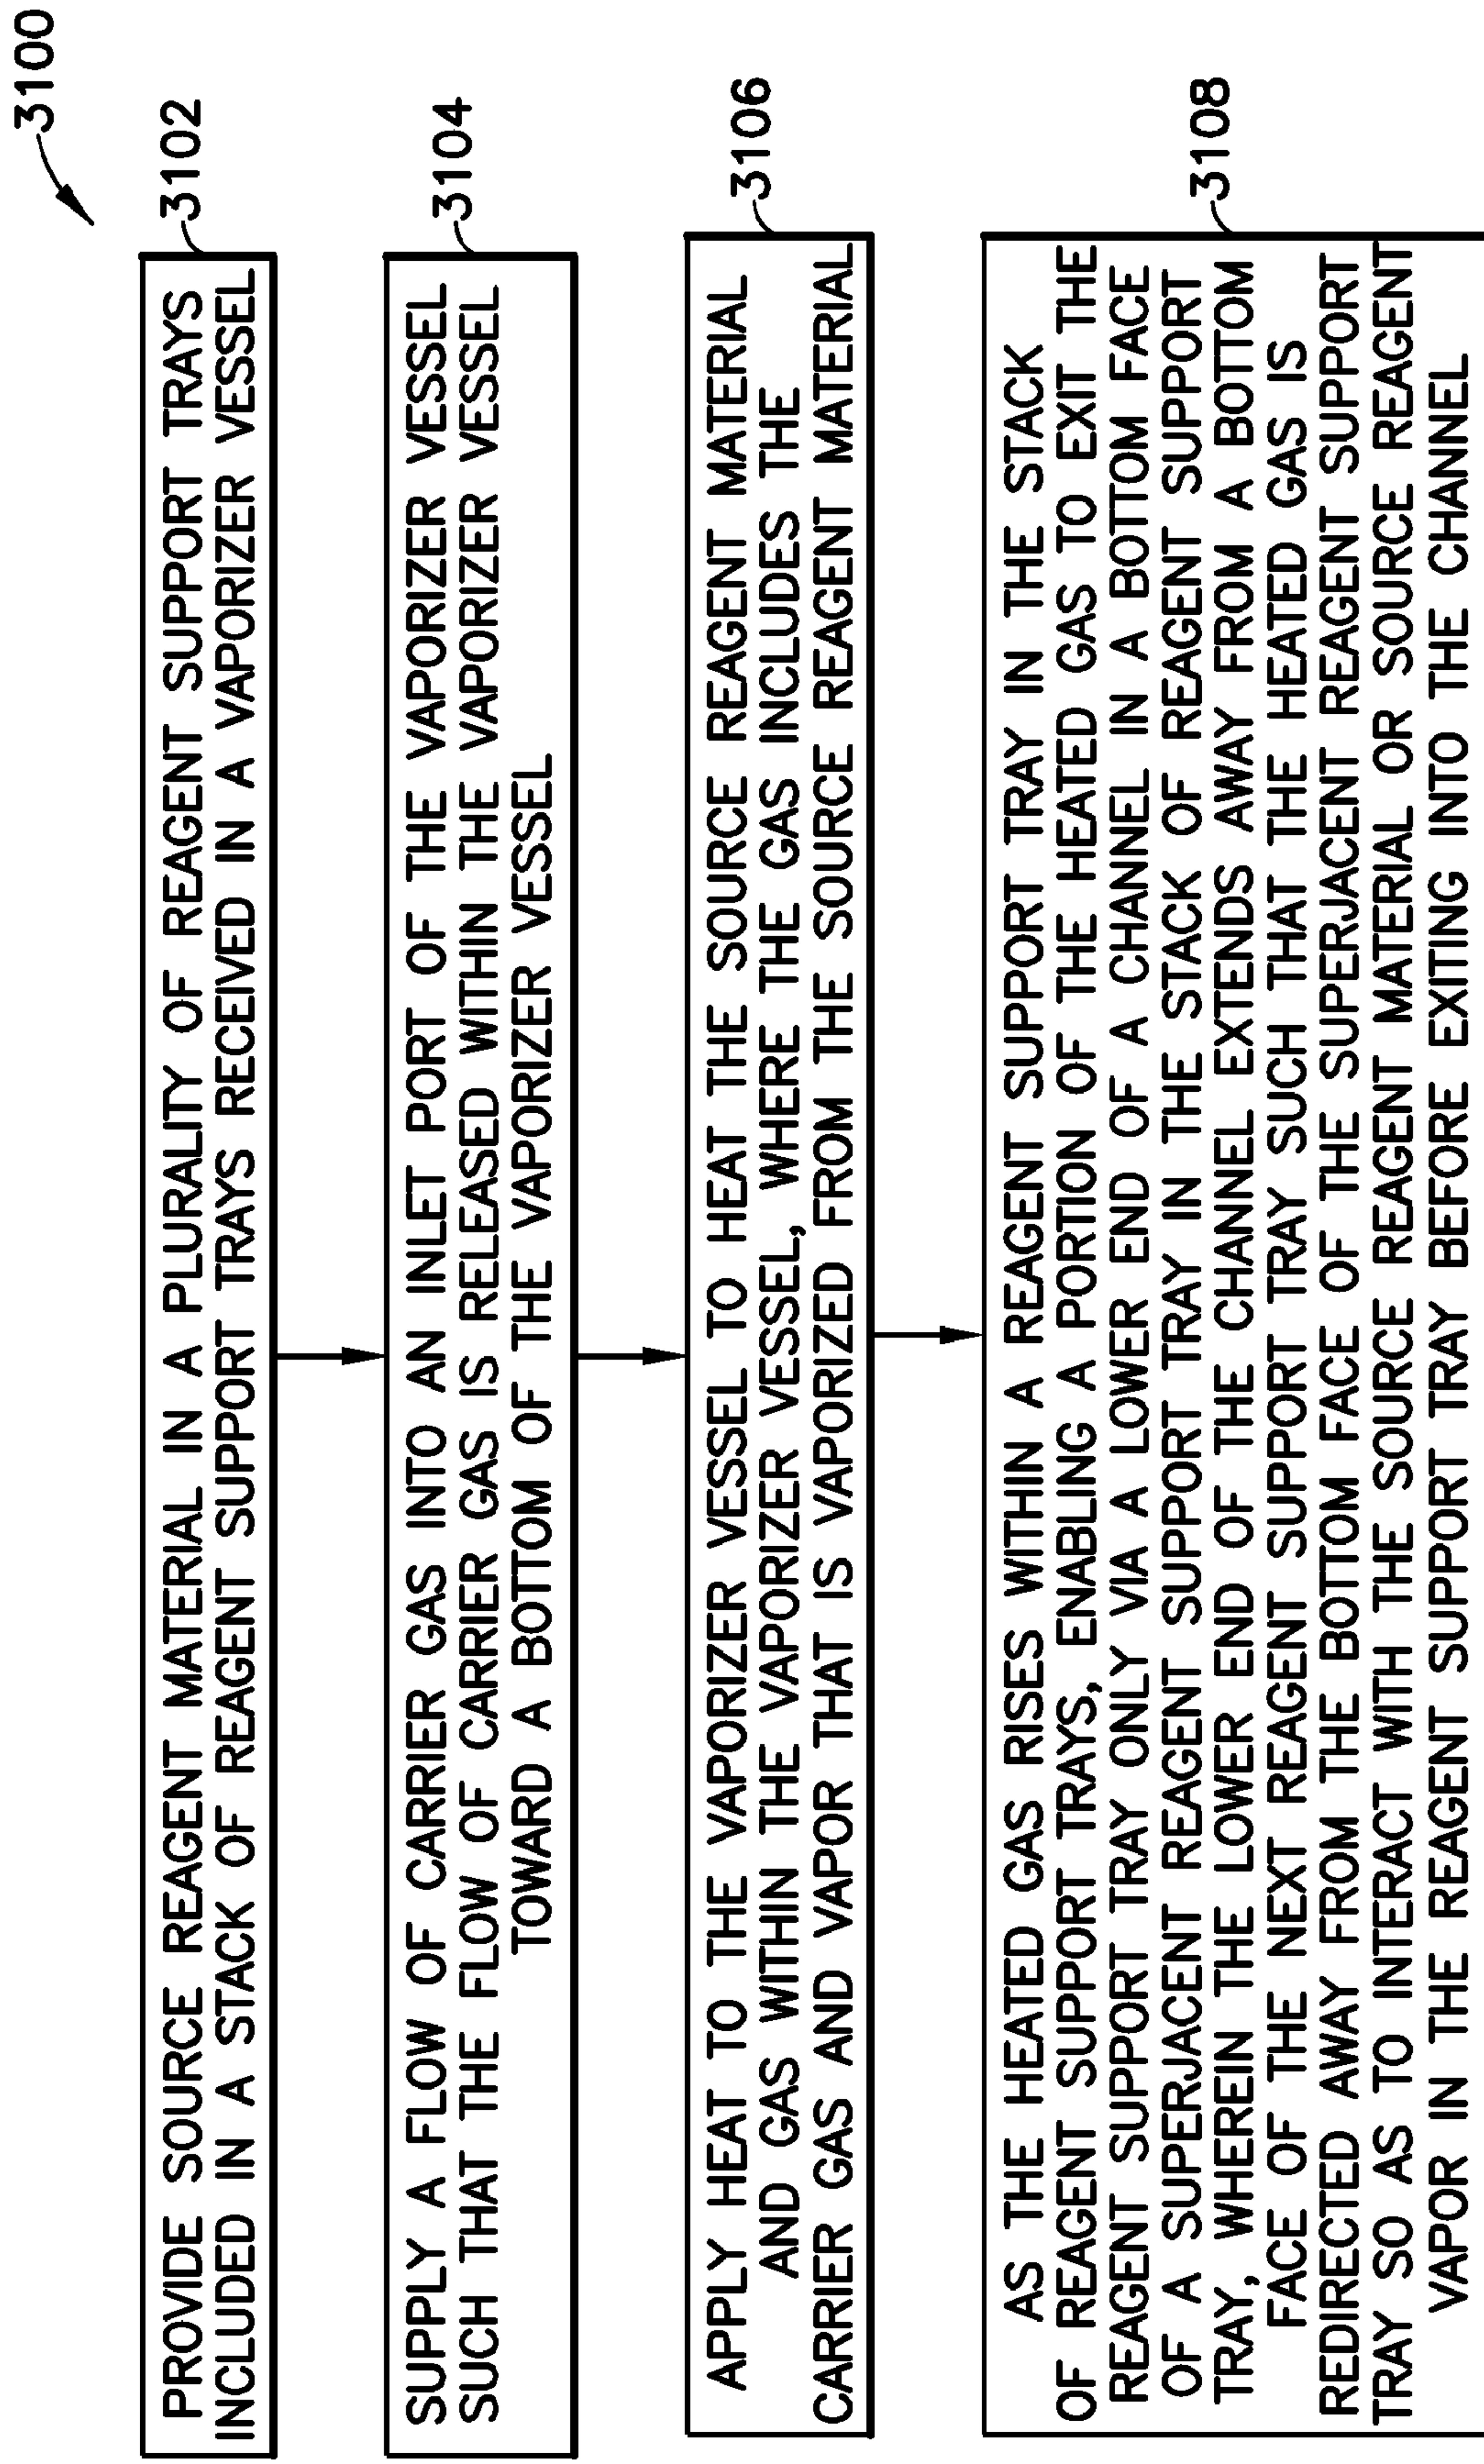 3100
3102
PROVIDE SOURCE REAGENT MATERIAL IN A PLURALITY OF REAGENT SUPPORT TRAYS
INCLUDED IN A STACK OF REAGENT SUPPORT TRAYS RECEIVED IN A VAPORIZER VESSEL
3104
SUPPLY A FLOW OF CARRIER GAS INTO AN INLET PORT OF THE VAPORIZER VESSEL
SUCH THAT THE FLOW OF CARRIER GAS IS RELEASED WITHIN THE VAPORIZER VESSEL
TOWARD A BOTTOM OF THE VAPORIZER VESSEL
3106
APPLY HEAT TO THE VAPORIZER VESSEL TO HEAT THE SOURCE REAGENT MATERIAL
AND GAS WITHIN THE VAPORIZER VESSEL, WHERE THE GAS INCLUDES THE
CARRIER GAS AND VAPOR THAT IS VAPORIZED FROM THE SOURCE REAGENT MATERIAL
3108
AS THE HEATED GAS RISES WITHIN A REAGENT SUPPORT TRAY IN THE STACK
OF REAGENT SUPPORT TRAYS, ENABLING A PORTION OF THE HEATED GAS TO EXIT THE
REAGENT SUPPORT TRAY ONLY VIA A LOWER END OF A CHANNEL IN A BOTTOM FACE
OF A SUPERJACENT REAGENT SUPPORT TRAY IN THE STACK OF REAGENT SUPPORT
TRAY, WHEREIN THE LOWER END OF THE CHANNEL EXTENDS AWAY FROM A BOTTOM
FACE OF THE NEXT REAGENT SUPPORT TRAY SUCH THAT THE HEATED GAS IS
REDIRECTED AWAY FROM THE BOTTOM FACE OF THE SUPERJACENT REAGENT SUPPORT
TRAY SO AS TO INTERACT WITH THE SOURCE REAGENT MATERIAL OR SOURCE REAGENT
VAPOR IN THE REAGENT SUPPORT TRAY BEFORE EXITING INTO THE CHANNEL